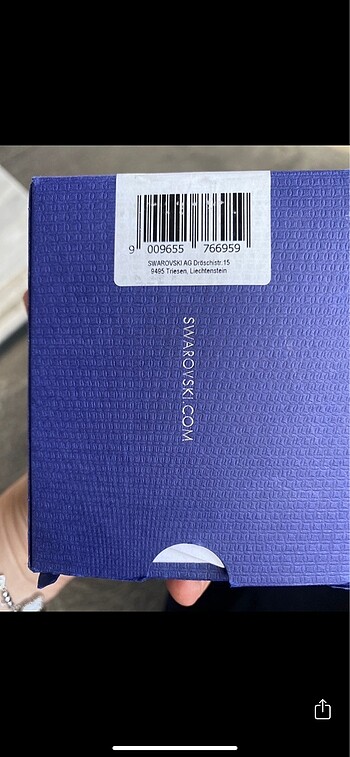 9 009655 766959
SWAROVSKI AG Dröschistr.15
9495 Triesen, Liechtenstein
SWAROVSKI.COM